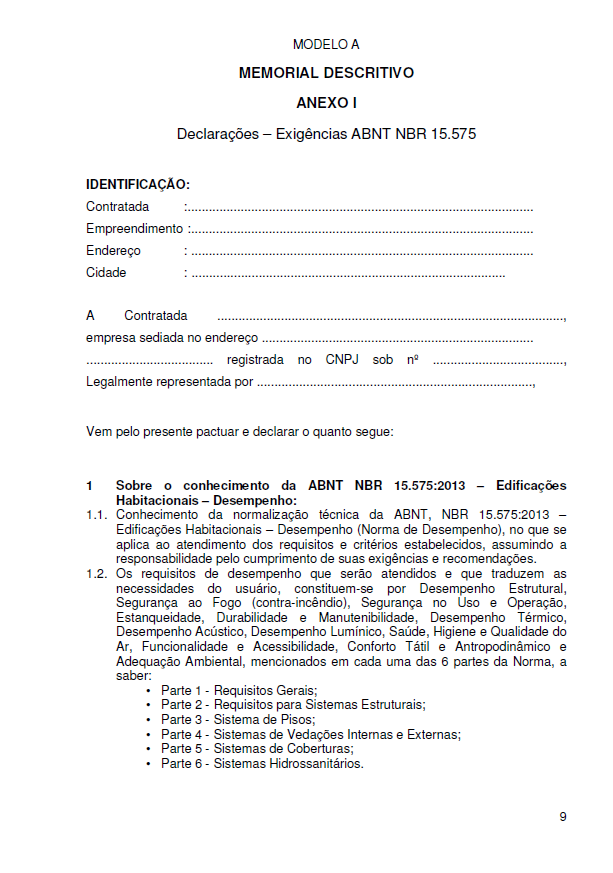 MODELO A
MEMORIAL DESCRITIVO
ANEXO I
Declarações – Exigências ABNT NBR 15.575
IDENTIFICAÇÃO:
Contratada :.................................................................................................
Empreendimento :................................................................................................
Endereço : ................................................................................................
Cidade : ........................................................................................
A Contratada .................................................................................................,
empresa sediada no endereço ............................................................................
.................................... registrada no CNPJ sob nº .....................................,
Legalmente representada por .............................................................................,
Vem pelo presente pactuar e declarar o quanto segue:
1 Sobre o conhecimento da ABNT NBR 15.575:2013 – Edificações
Habitacionais – Desempenho:
1.1. Conhecimento da normalização técnica da ABNT, NBR 15.575:2013 –
Edificações Habitacionais – Desempenho (Norma de Desempenho), no que se
aplica ao atendimento dos requisitos e critérios estabelecidos, assumindo a
responsabilidade pelo cumprimento de suas exigências e recomendações.
1.2. Os requisitos de desempenho que serão atendidos e que traduzem as
necessidades do usuário, constituem-se por Desempenho Estrutural,
Segurança ao Fogo (contra-incêndio), Segurança no Uso e Operação,
Estanqueidade, Durabilidade e Manutenibilidade, Desempenho Térmico,
Desempenho Acústico, Desempenho Lumínico, Saúde, Higiene e Qualidade do
Ar, Funcionalidade e Acessibilidade, Conforto Tátil e Antropodinâmico e
Adequação Ambiental, mencionados em cada uma das 6 partes da Norma, a
saber:
• Parte 1 - Requisitos Gerais;
• Parte 2 - Requisitos para Sistemas Estruturais;
• Parte 3 - Sistema de Pisos;
• Parte 4 - Sistemas de Vedações Internas e Externas;
• Parte 5 - Sistemas de Coberturas;
• Parte 6 - Sistemas Hidrossanitários.
9